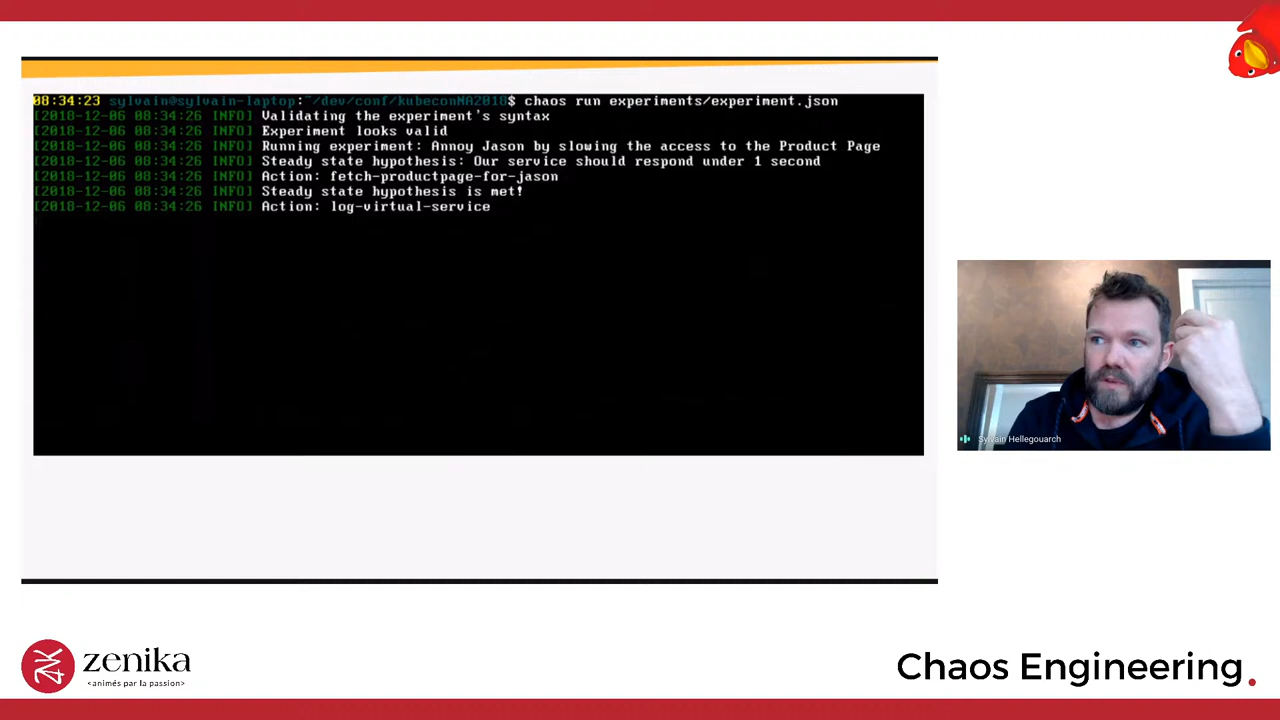 08:34:23 sylvain@sylvain-laptop:~/dev/conf/kubeconNA2018$ chaos run experiments/experiment.json
[2018-12-06 08:34:26 INFO] Validating the experiment's syntax
[2018-12-06 08:34:26 INFO] Experiment looks valid
[2018-12-06 08:34:26 INFO] Running experiment: Annoy Jason by slowing the access to the Product Page
[2018-12-06 08:34:26 INFO] Steady state hypothesis: Our service should respond under 1 second
[2018-12-06 08:34:26 INFO] Action: fetch-productpage-for-jason
[2018-12-06 08:34:26 INFO] Steady state hypothesis is met!
[2018-12-06 08:34:26 INFO] Action: log-virtual-service
Sylvain Hellegouarch
zenika
<animés par la passion>
Chaos Engineering.